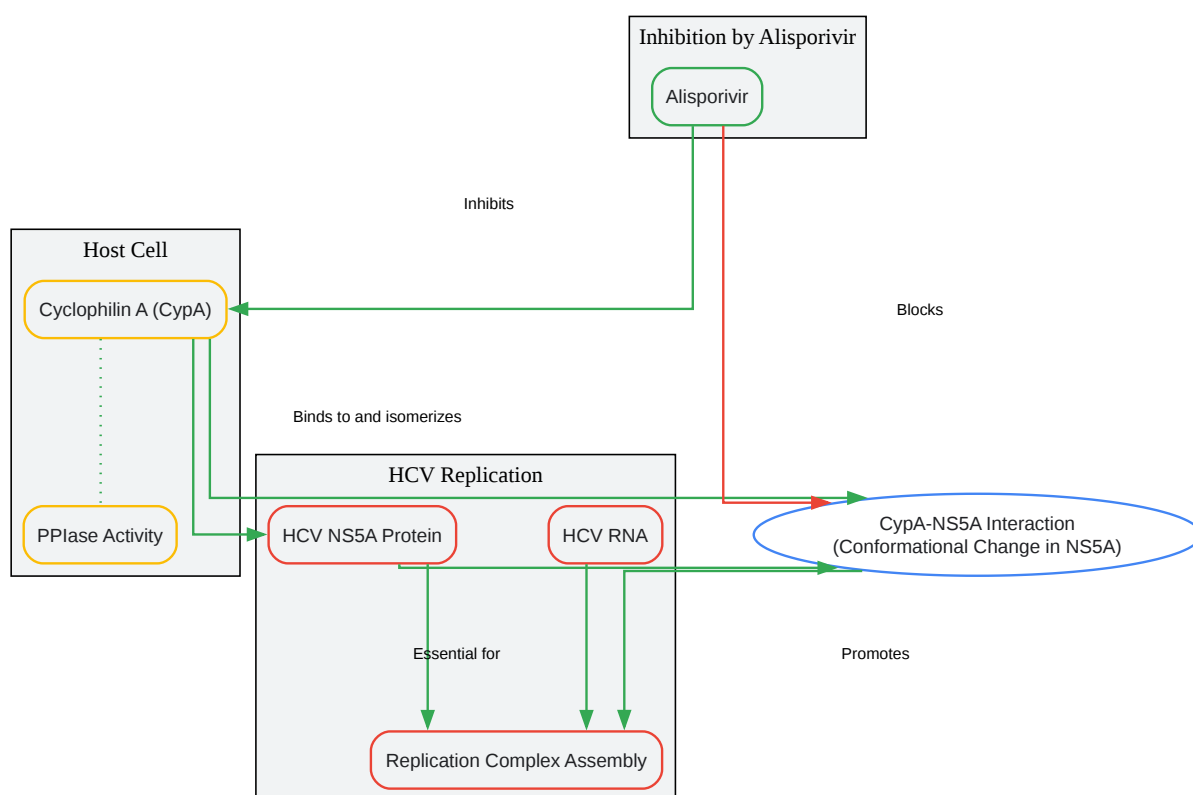 Inhibition by Alisporivir
Alisporivir
Inhibits
Host Cell
Cyclophilin A (CypA)
Blocks
Binds to and isomerizes
HCV Replication
PPIase Activity
HCV NS5A Protein
HCV RNA
CypA-NS5A Interaction
(Conformational Change in NS5A)
Essential for
Promotes
Replication Complex Assembly